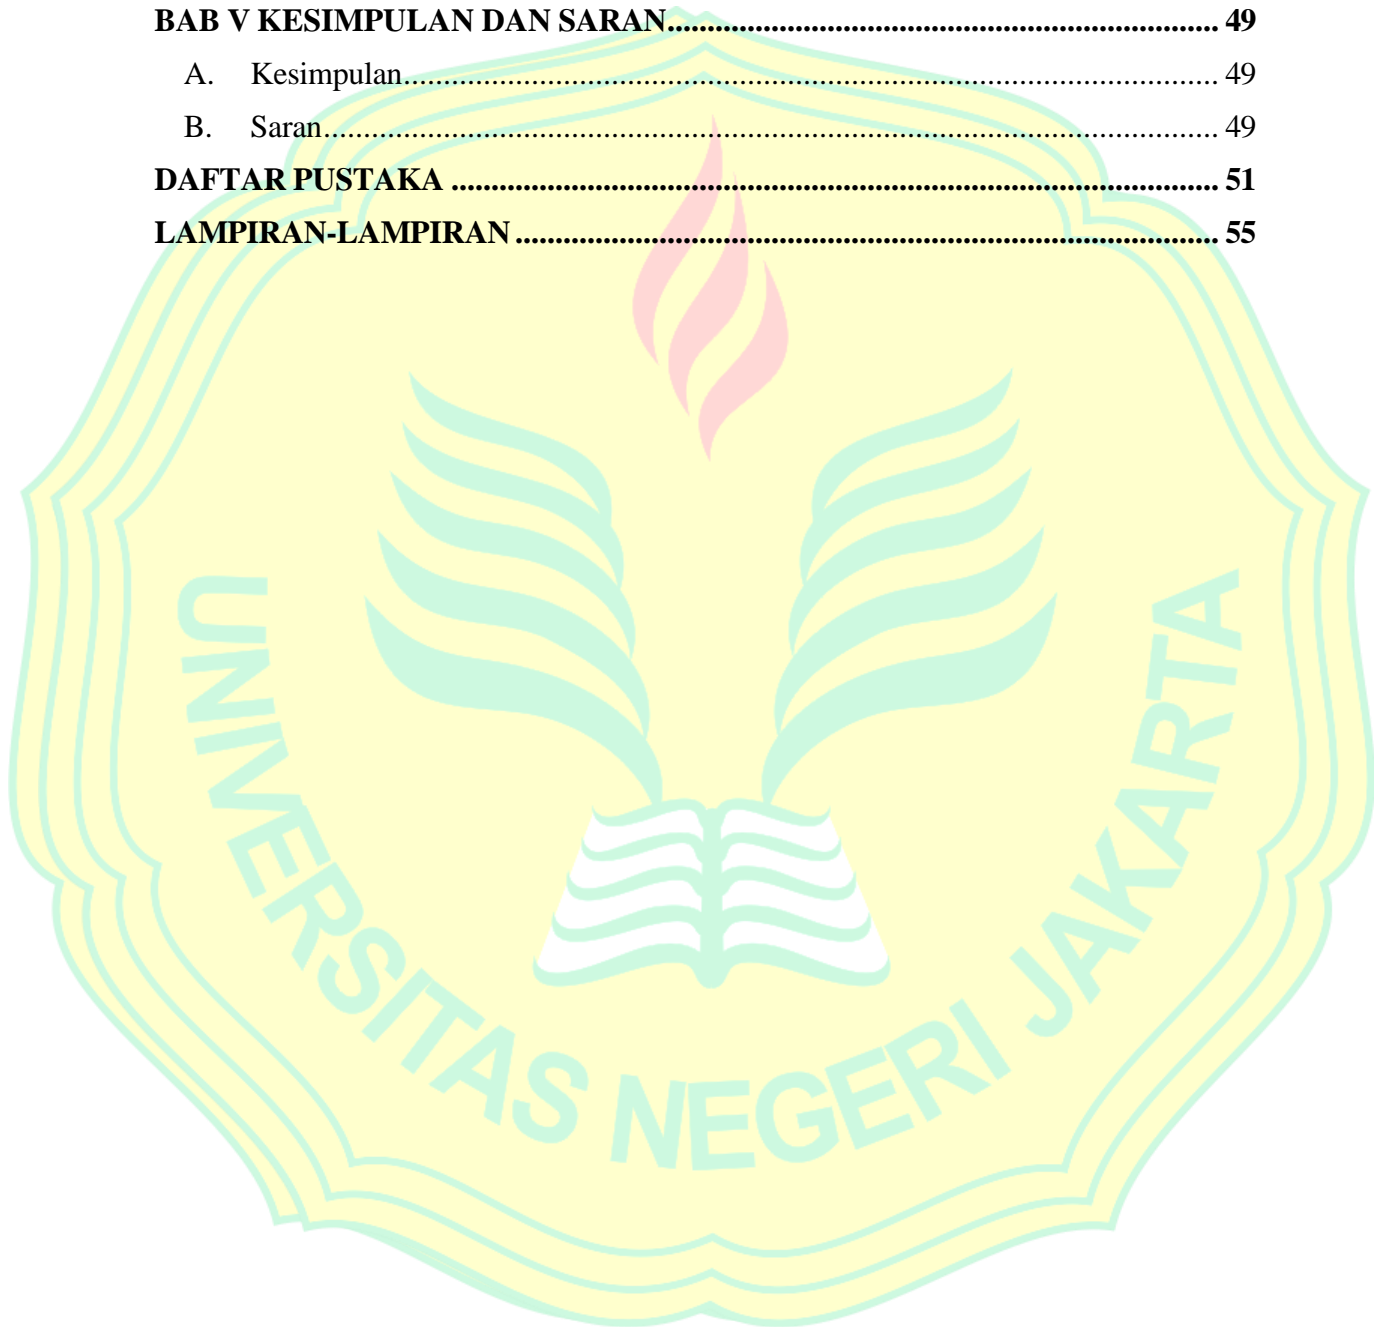 BAB V KESIMPULAN DAN SARAN................................................................... 49
A. Kesimpulan...................................................................................................... 49
B. Saran................................................................................................................ 49
DAFTAR PUSTAKA ............................................................................................... 51
LAMPIRAN-LAMPIRAN ....................................................................................... 55
UNIVERSITAS NEGERI JAKARTA